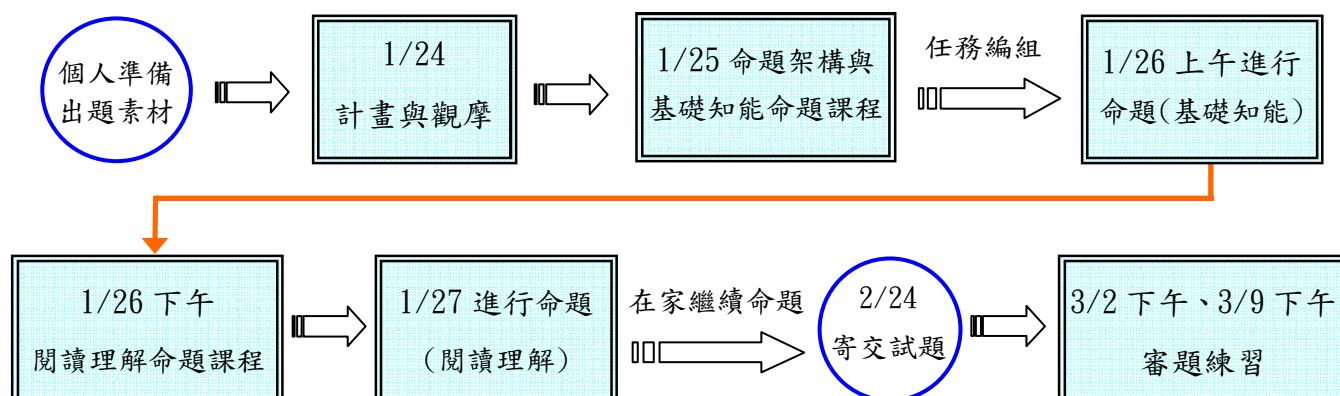 個人準備
出題素材
1/24
計畫與觀摩
1/25 命題架構與
基礎知能命題課程
任務編組
1/26 上午進行
命題(基礎知能)
1/26 下午
閱讀理解命題課程
1/27 進行命題
(閱讀理解)
在家繼續命題
2/24
寄交試題
3/2 下午、3/9 下午
審題練習